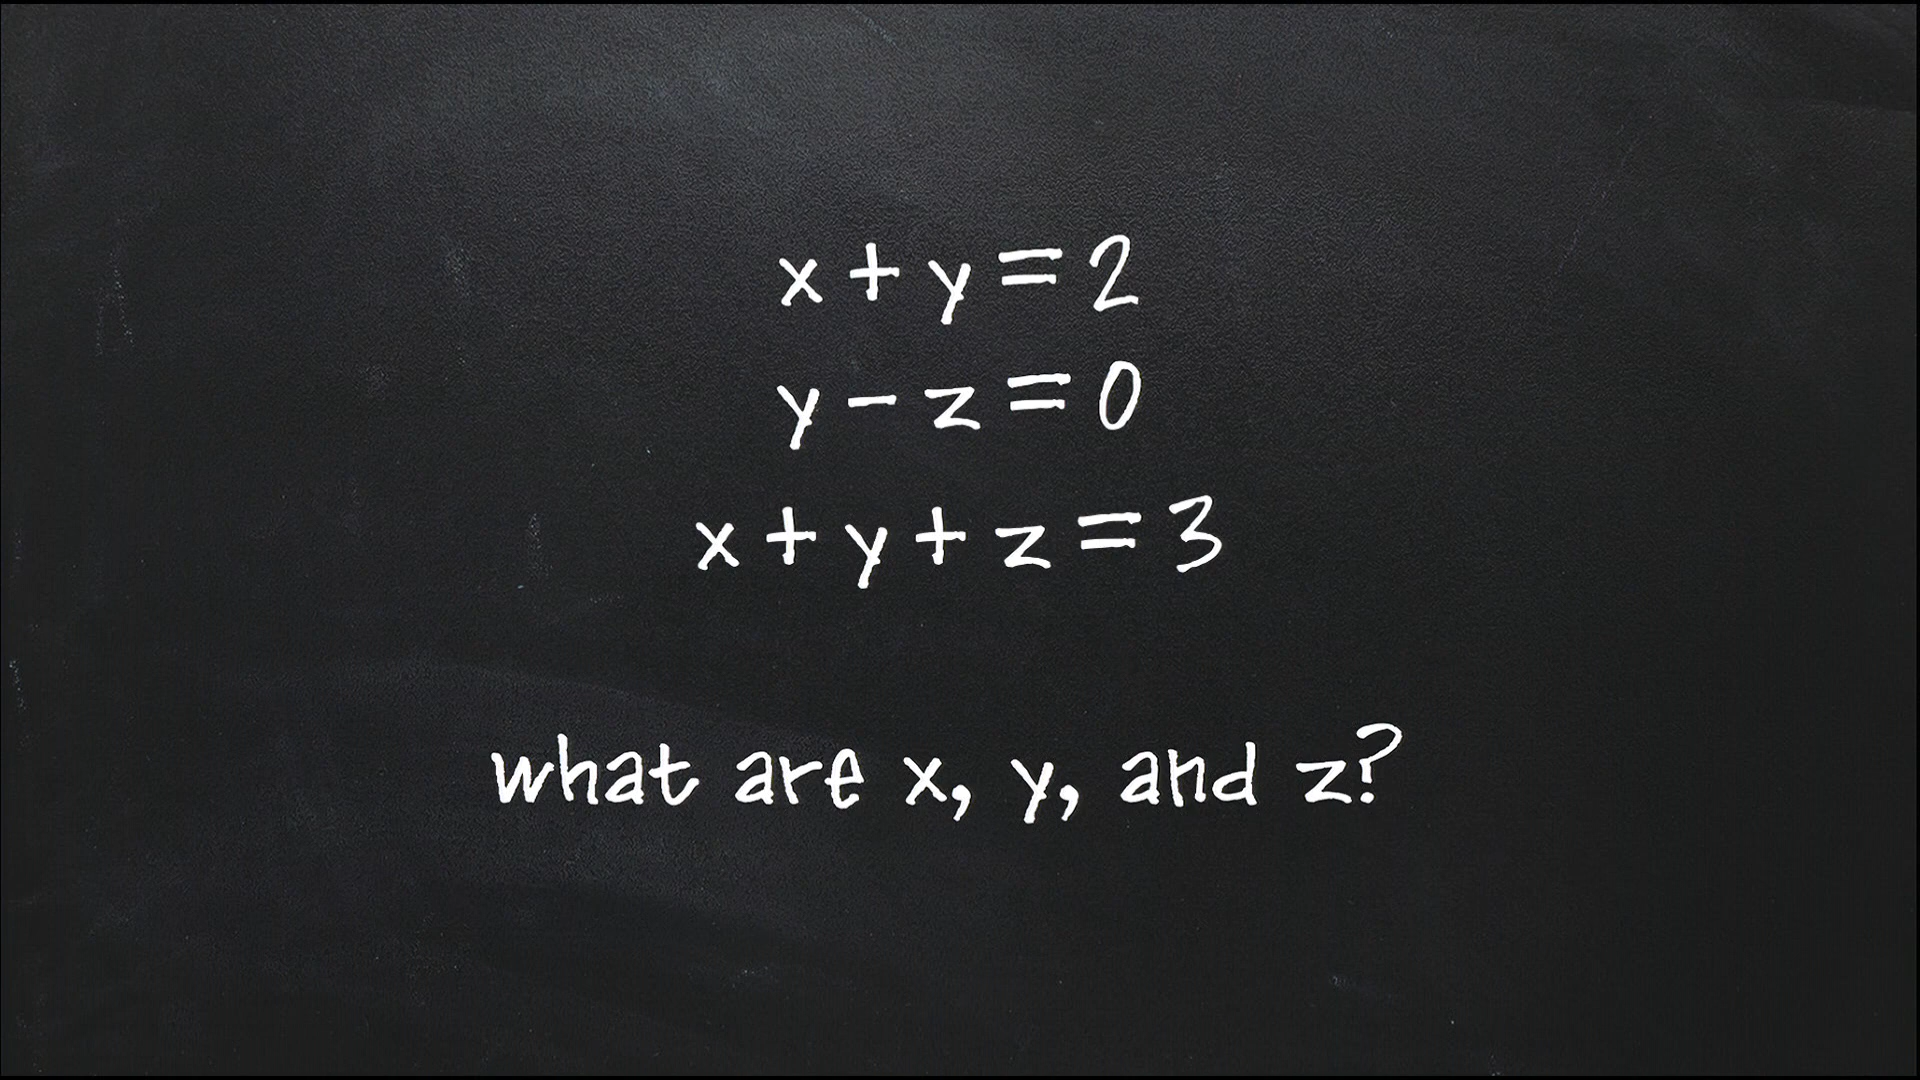 x + y = 2
y - z = 0
x + y + z = 3
what are x, y, and z?